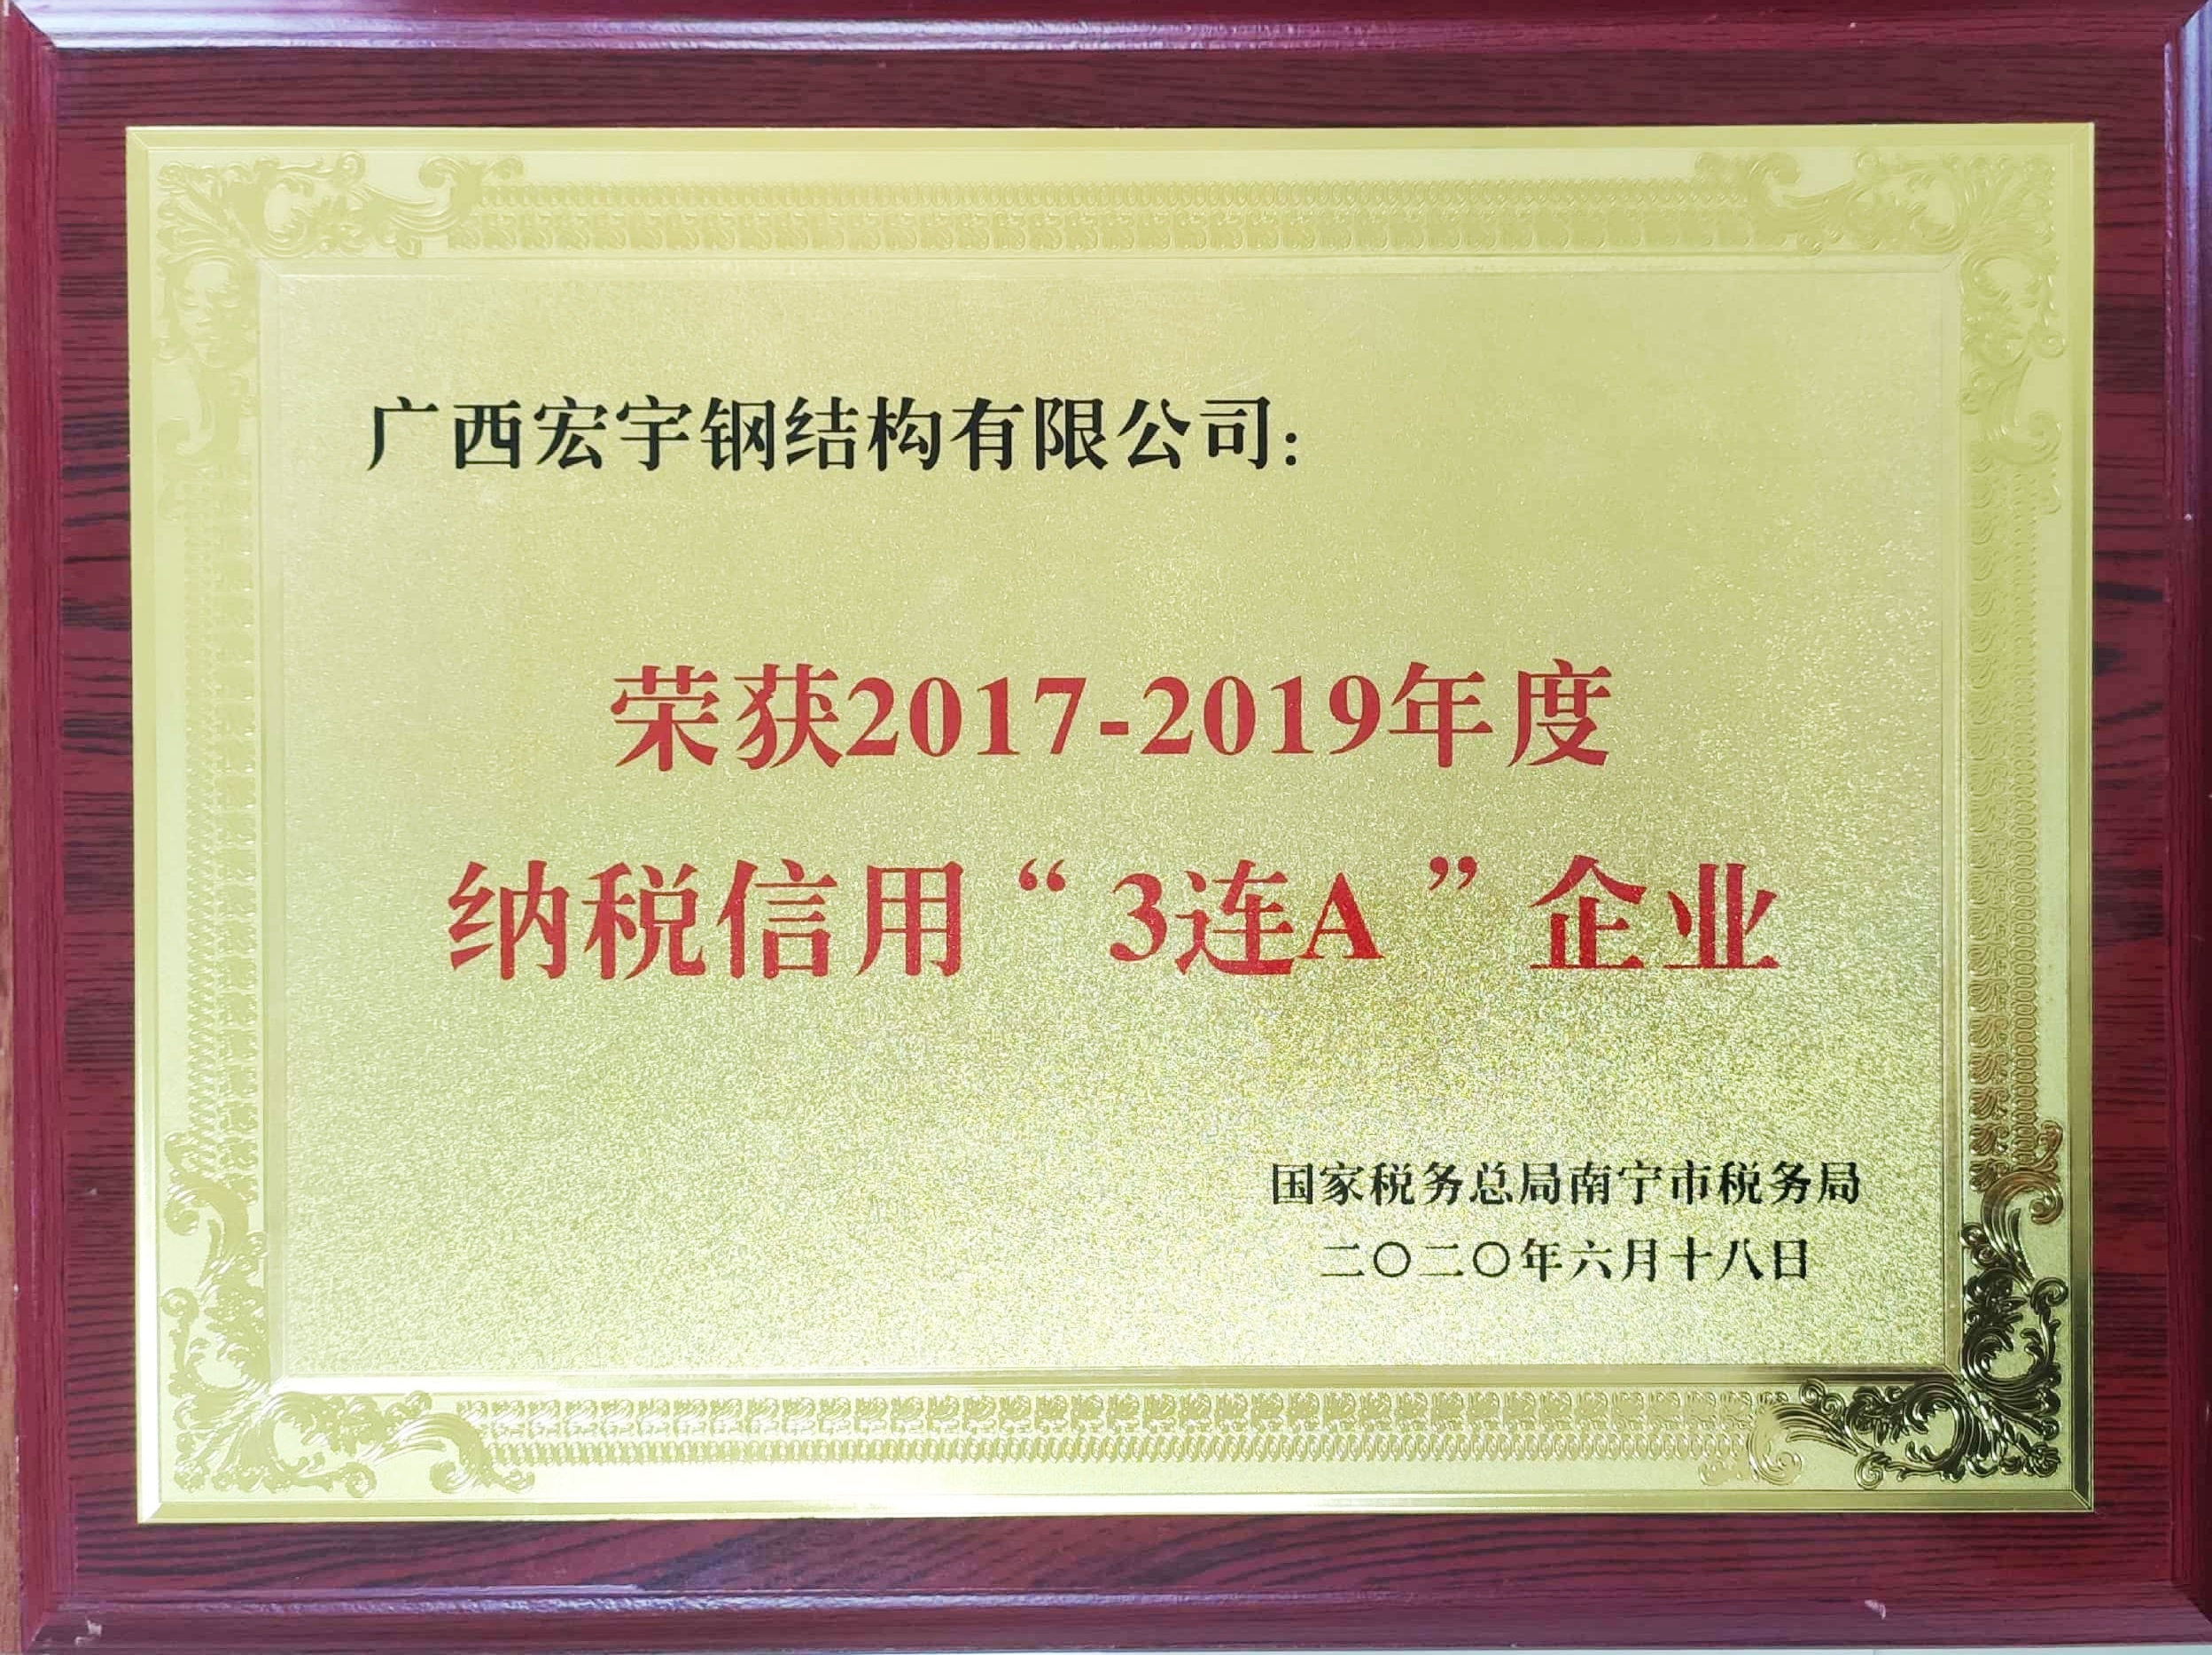 广西宏宇钢结构有限公司:
荣获2017-2019年度
纳税信用“3连A”企业
国家税务总局南宁市税务局
二〇二〇年六月十八日